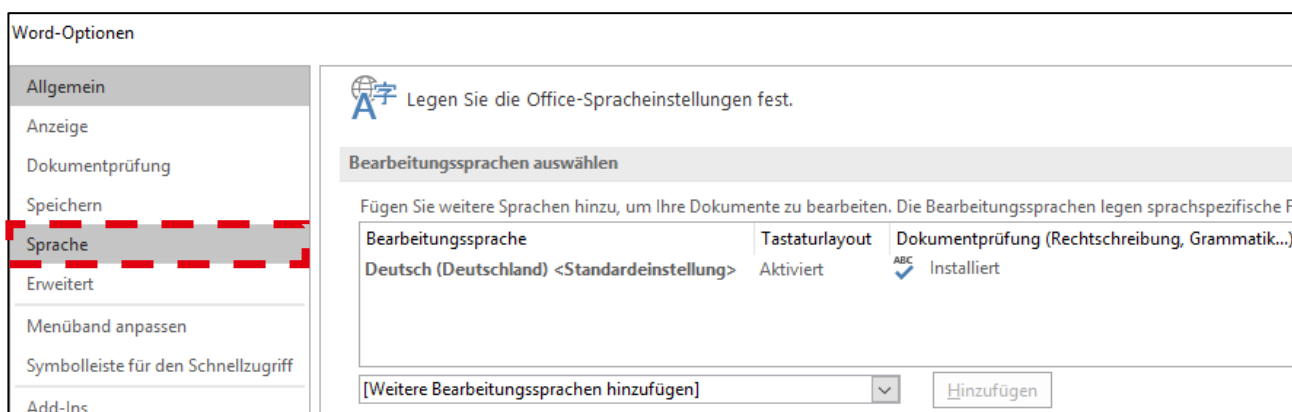 Word-Optionen
Allgemein
Anzeige
Dokumentprüfung
Speichern
Sprache
Erweitert
Menüband anpassen
Symbolleiste für den Schnellzugriff
Add-Ins
A字 Legen Sie die Office-Spracheinstellungen fest.
Bearbeitungssprachen auswählen
Fügen Sie weitere Sprachen hinzu, um Ihre Dokumente zu bearbeiten. Die Bearbeitungssprachen legen sprachspezifische F
Bearbeitungssprache Tastaturlayout Dokumentprüfung (Rechtschreibung, Grammatik...)
Deutsch (Deutschland) <Standardeinstellung> Aktiviert ABC Installiert
[Weitere Bearbeitungssprachen hinzufügen] Hinzufügen